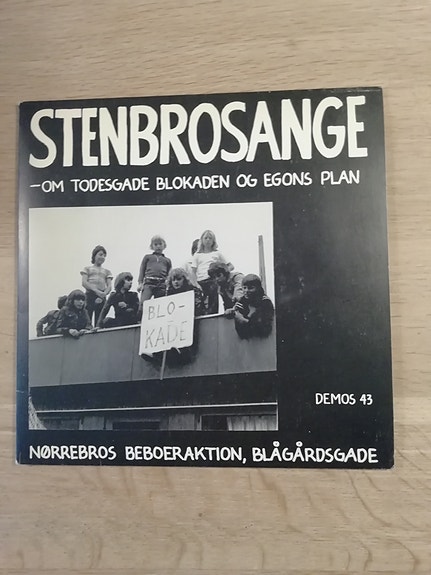 STENBROSANGE
–OM TODESGADE BLOKADEN OG EGONS PLAN
BLO-
KADE
DEMOS 43
NØRREBROS BEBOERAKTION, BLÅGÅRDSGADE